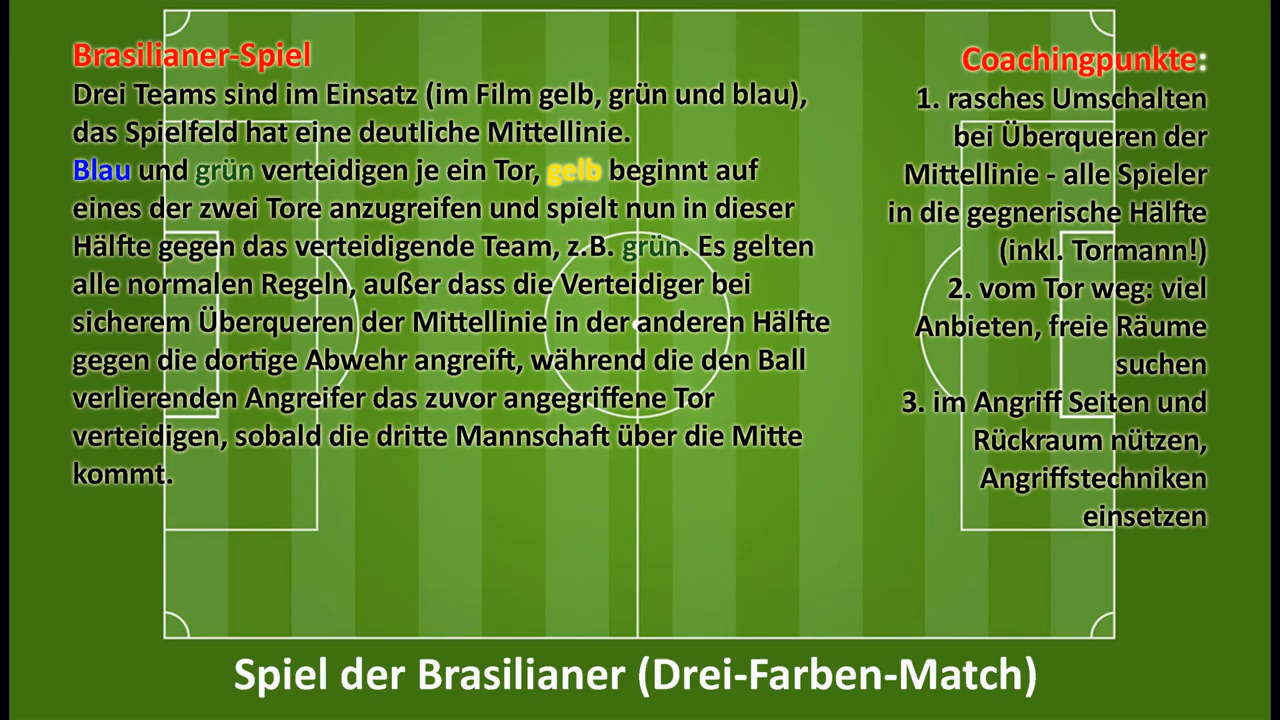 Brasilianer-Spiel
Drei Teams sind im Einsatz (im Film gelb, grün und blau),
das Spielfeld hat eine deutliche Mittellinie.
Blau und grün verteidigen je ein Tor, gelb beginnt auf
eines der zwei Tore anzugreifen und spielt nun in dieser
Hälfte gegen das verteidigende Team, z.B. grün. Es gelten
alle normalen Regeln, außer dass die Verteidiger bei
sicherem Überqueren der Mittellinie in der anderen Hälfte
gegen die dortige Abwehr angreift, während die den Ball
verlierenden Angreifer das zuvor angegriffene Tor
verteidigen, sobald die dritte Mannschaft über die Mitte
kommt.
Coachingpunkte:
1. rasches Umschalten
bei Überqueren der
Mittellinie - alle Spieler
in die gegnerische Hälfte
(inkl. Tormann!)
2. vom Tor weg: viel
Anbieten, freie Räume
suchen
3. im Angriff Seiten und
Rückraum nützen,
Angriffstechniken
einsetzen
Spiel der Brasilianer (Drei-Farben-Match)